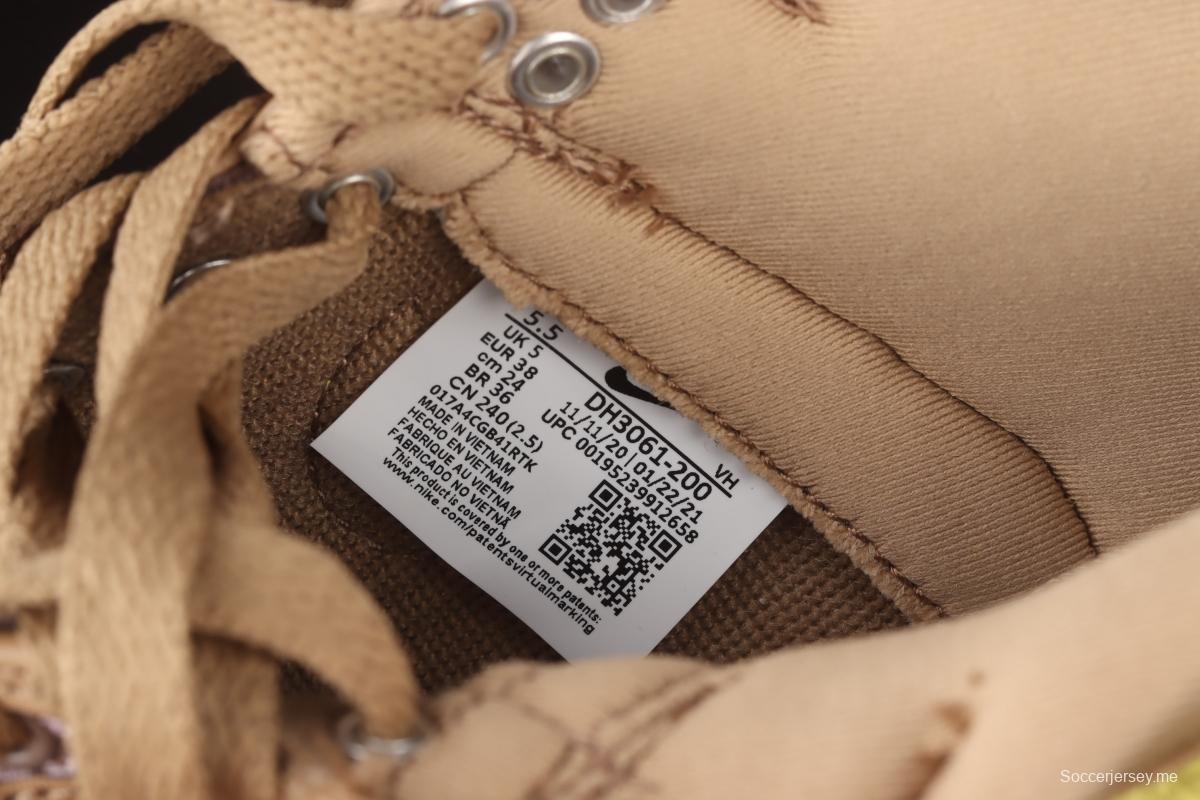 5.5
UK 5
EUR 38
cm 24
BR 36
CN 240(2.5)
017A4CGB41RTK
MADE IN VIETNAM
HECHO EN VIETNAM
FABRIQUE AU VIETNAM
FABRICADO NO VIETNÃ
This product is covered by one or more patents:
www.nike.com/patentsvirtualmarking
VH
DH3061-200
11/11/20 | 01/22/21
UPC 00195239912658
Soccerjersey.me